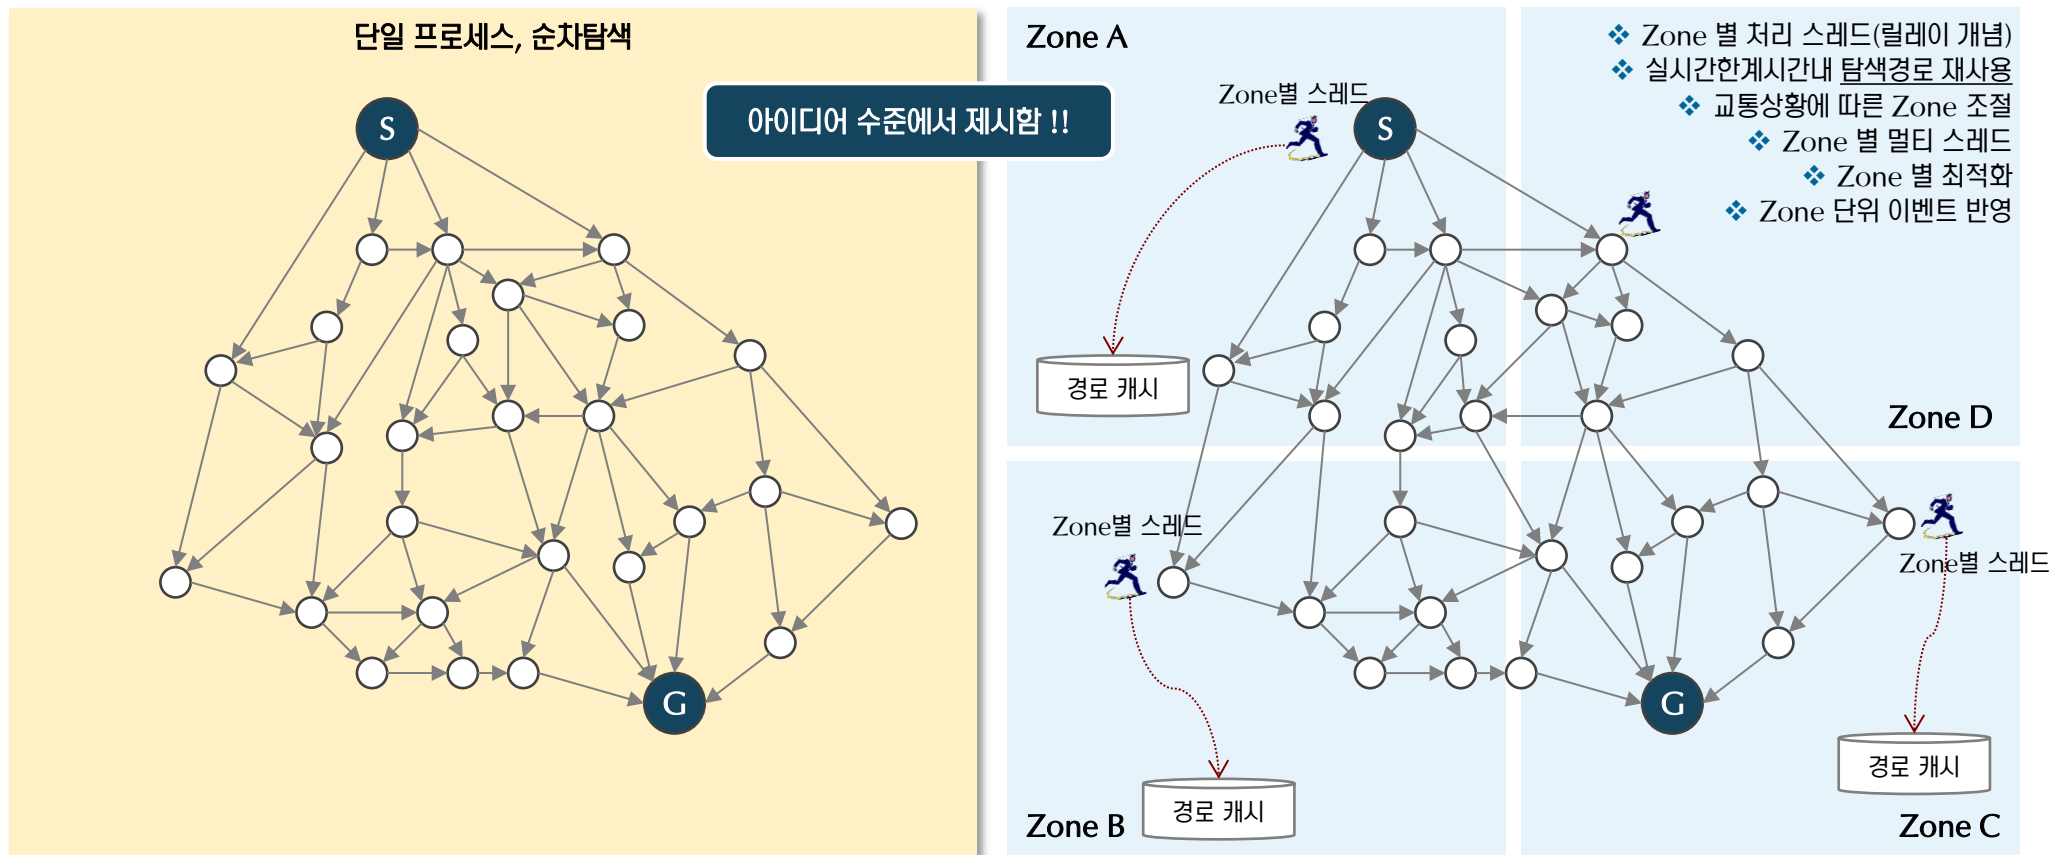 단일 프로세스, 순차탐색
S
G
아이디어 수준에서 제시함 !!
Zone A
Zone별 스레드
S
경로 캐시
❖ Zone 별 처리 스레드(릴레이 개념)
❖ 실시간한계시간내 탐색경로 재사용
❖ 교통상황에 따른 Zone 조절
❖ Zone 별 멀티 스레드
❖ Zone 별 최적화
❖ Zone 단위 이벤트 반영
Zone D
Zone별 스레드
경로 캐시
Zone B
Zone별 스레드
G
경로 캐시
Zone C